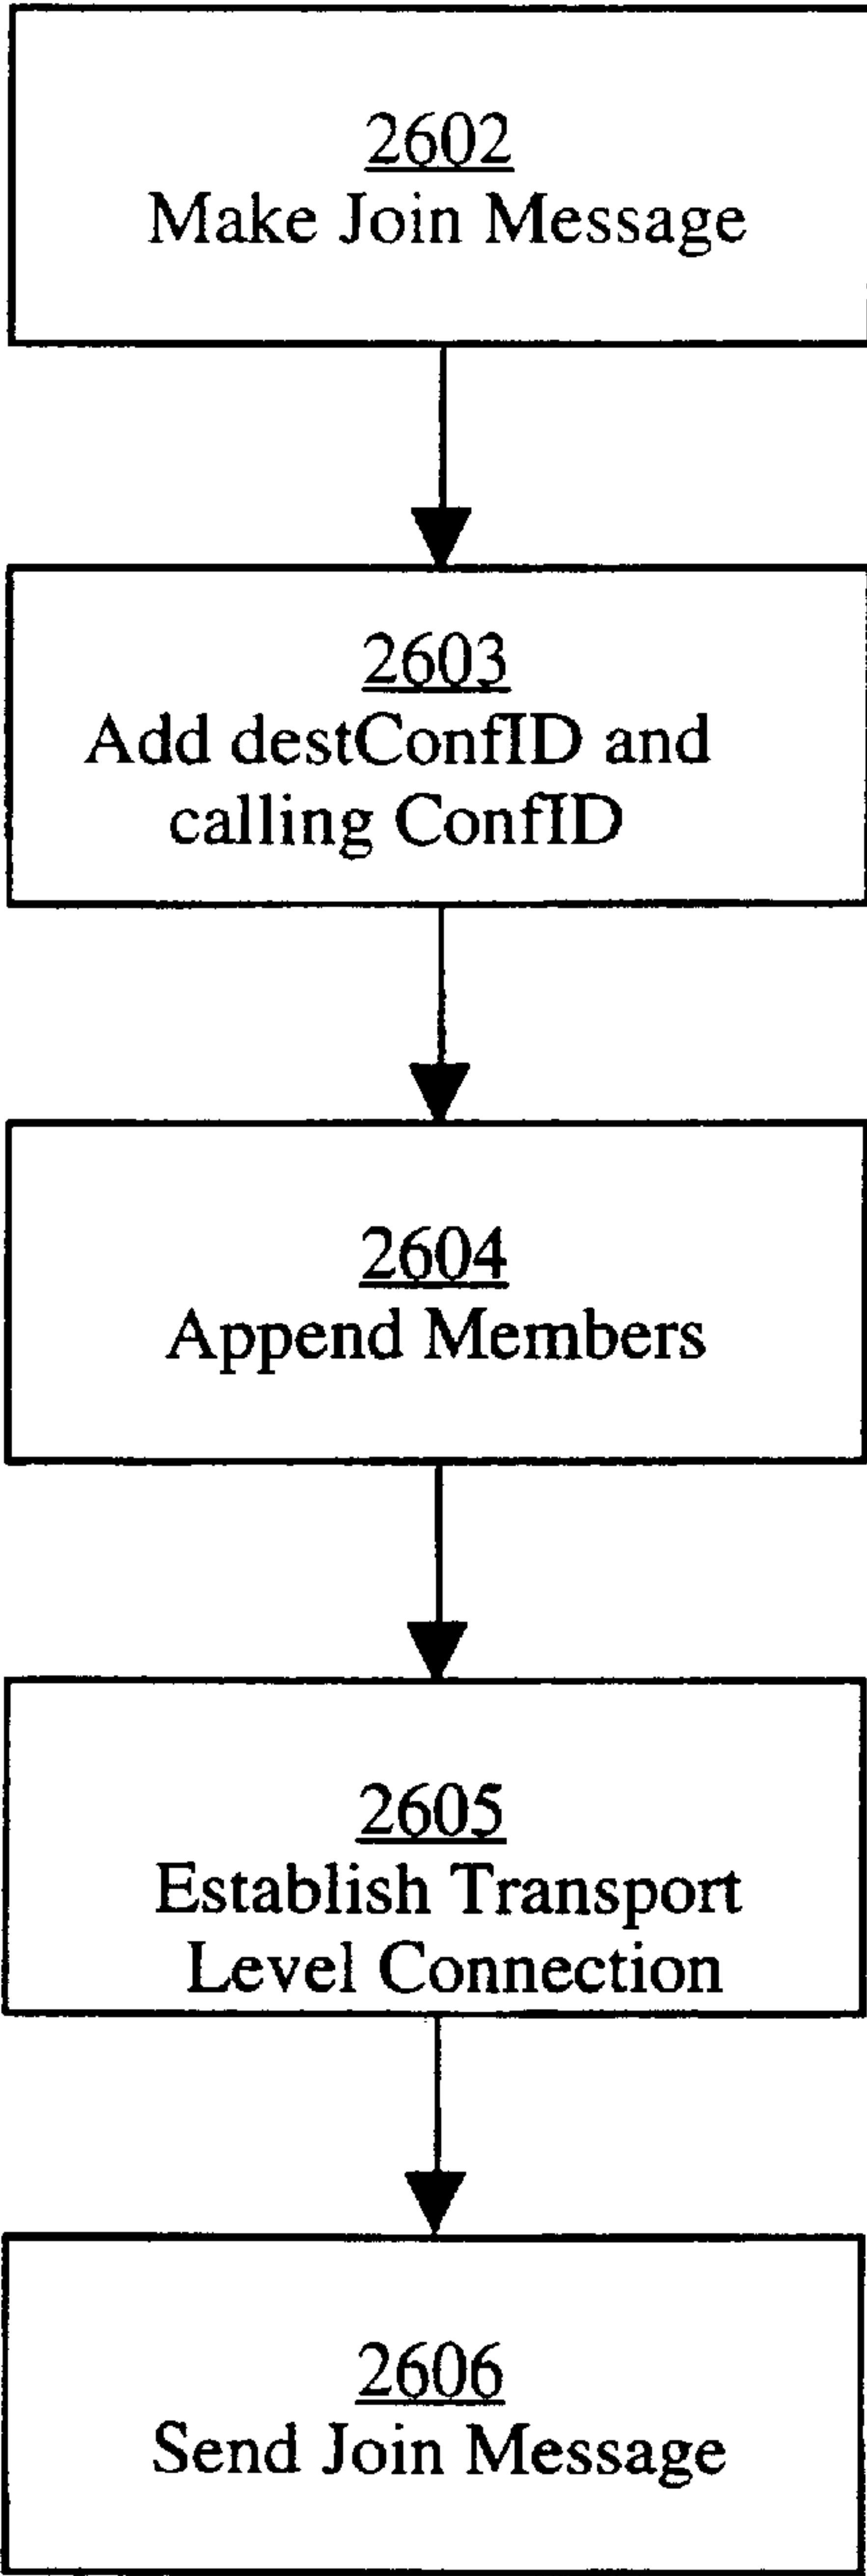 2602
Make Join Message
2603
Add destConfID and
calling ConfID
2604
Append Members
2605
Establish Transport
Level Connection
2606
Send Join Message